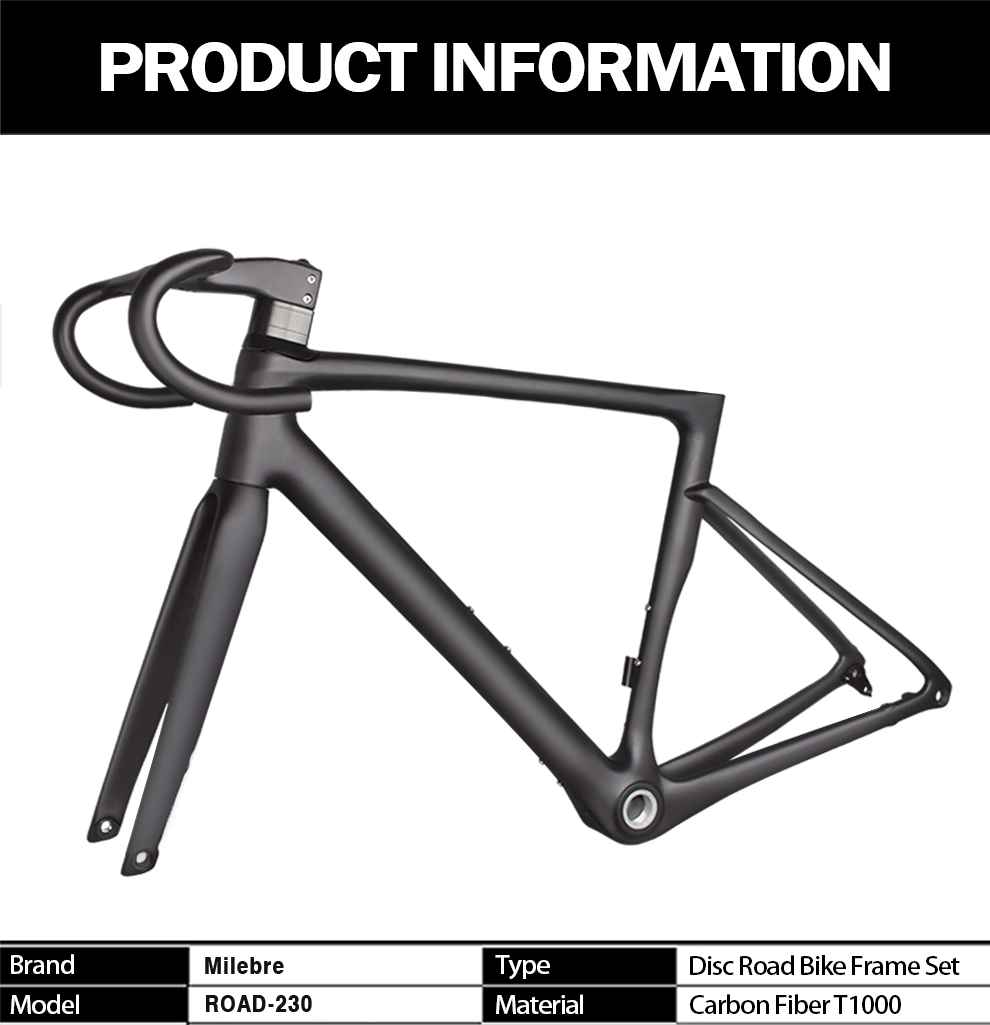 PRODUCT INFORMATION
Brand Milebre Type Disc Road Bike Frame Set
Model ROAD-230 Material Carbon Fiber T1000